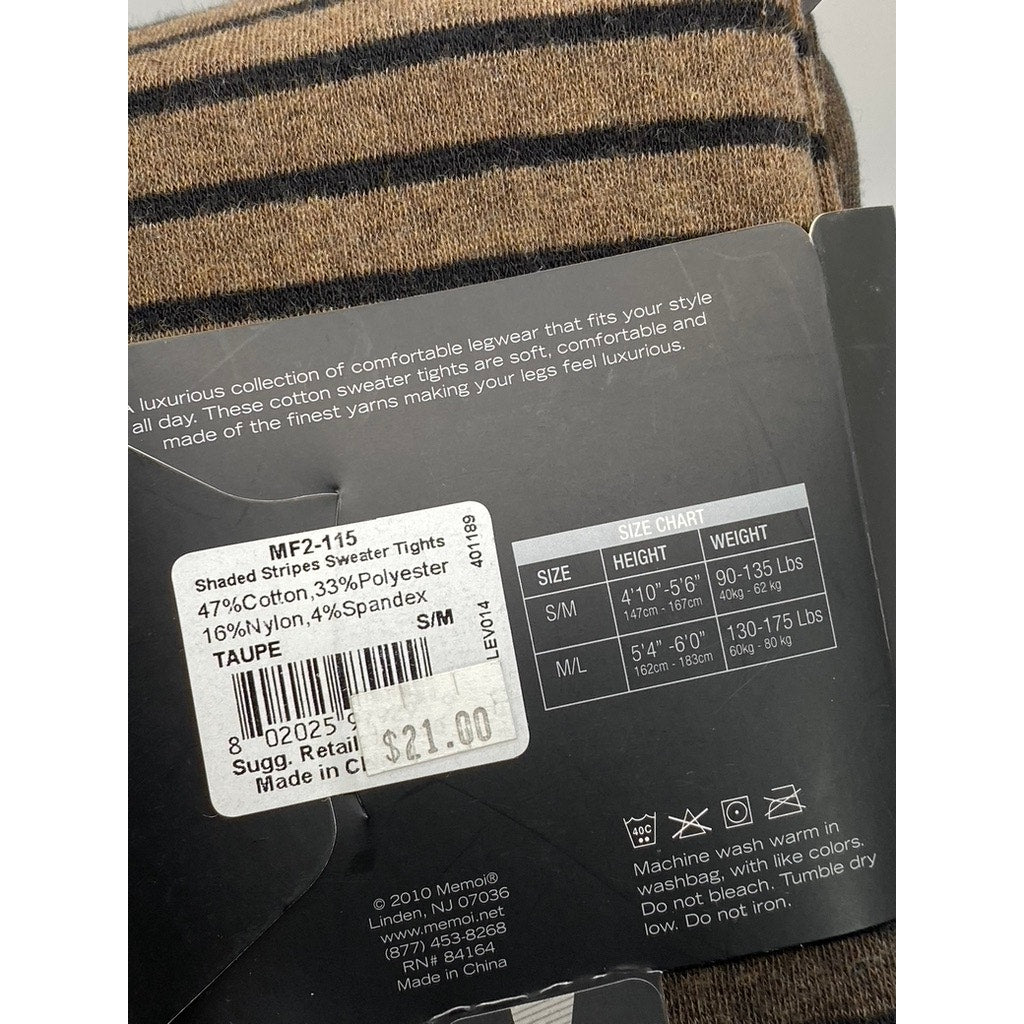 A luxurious collection of comfortable legwear that fits your style
all day. These cotton sweater tights are soft, comfortable and
made of the finest yarns making your legs feel luxurious.
MF2-115
Shaded Stripes Sweater Tights
47%Cotton,33%Polyester
16%Nylon,4%Spandex
S/M
TAUPE
LEV014 401189
8 02025 9
Sugg. Retail
Made in
$21.00
SIZE CHART
SIZE HEIGHT WEIGHT
S/M 4'10"-5'6" 90-135 Lbs
147cm - 167cm 40kg - 62 kg
M/L 5'4" -6'0" 130-175 Lbs
162cm - 183cm 60kg - 80 kg
40C
Machine wash warm in
washbag, with like colors.
Do not bleach. Tumble dry
low. Do not iron.
© 2010 Memoi®
Linden, NJ 07036
www.memoi.net
(877) 453-8268
RN# 84164
Made in China